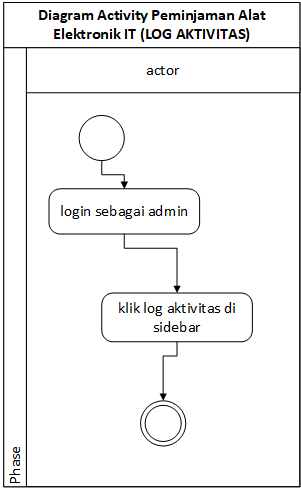 Diagram Activity Peminjaman Alat
Elektronik IT (LOG AKTIVITAS)
actor
login sebagai admin
klik log aktivitas di
sidebar
Phase